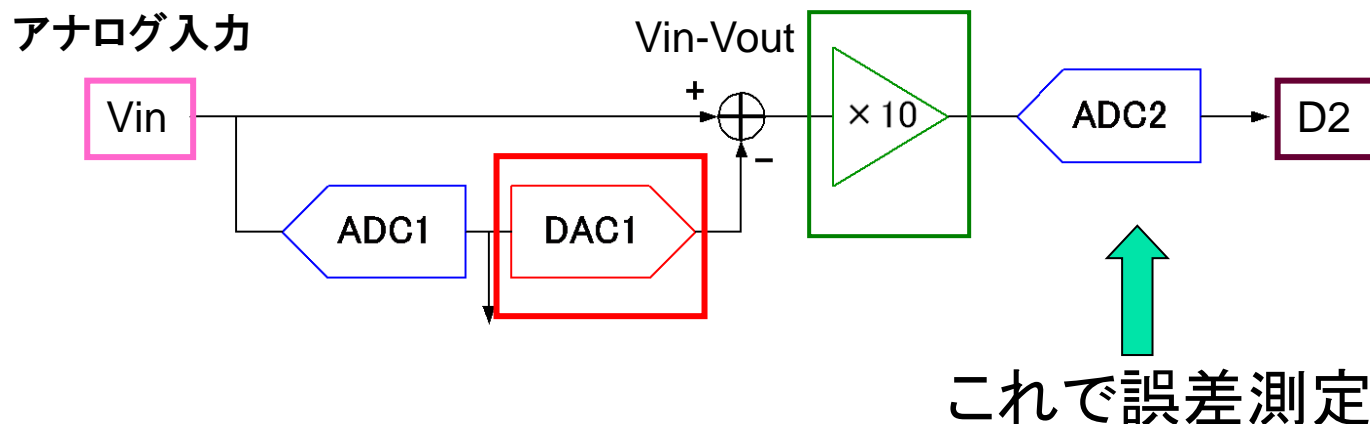 アナログ入力
Vin-Vout
Vin
+
×10
ADC2
D2
−
ADC1
DAC1
これで誤差測定